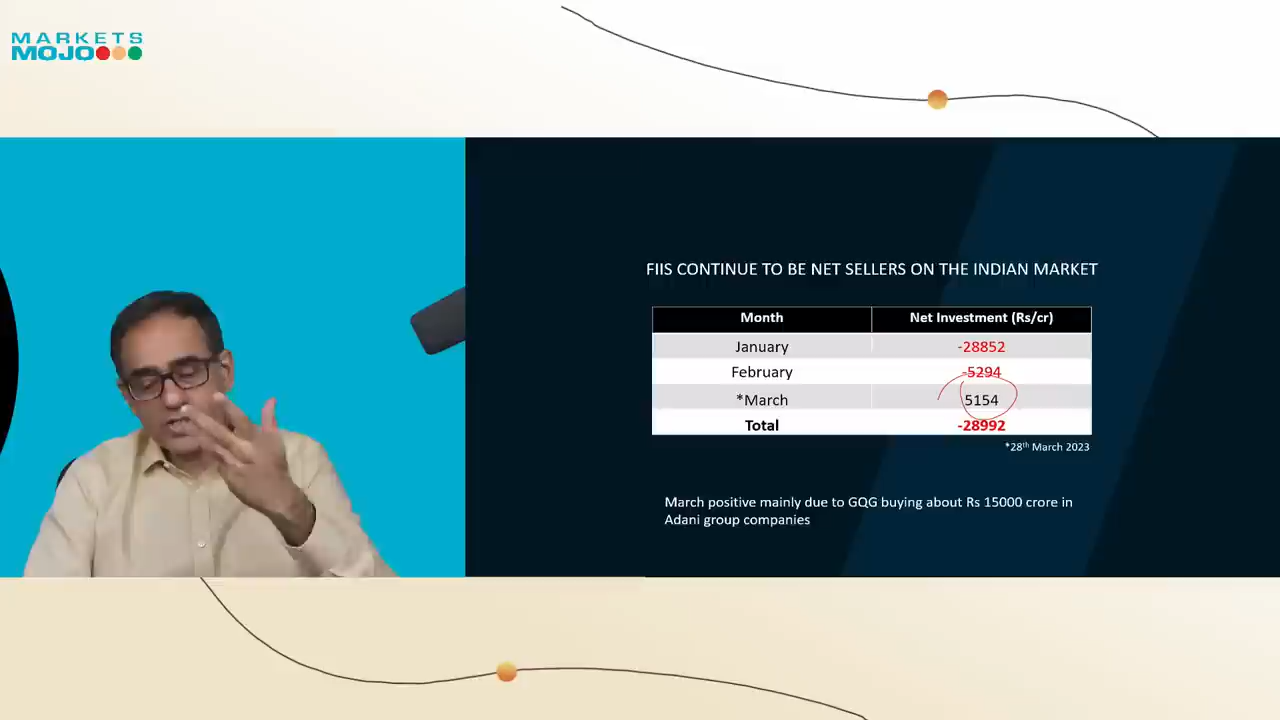 MARKETS
MOJO
FIIS CONTINUE TO BE NET SELLERS ON THE INDIAN MARKET
Month Net Investment (Rs/cr)
January -28852
February -5294
*March 5154
Total -28992
*28th March 2023
March positive mainly due to GQG buying about Rs 15000 crore in
Adani group companies